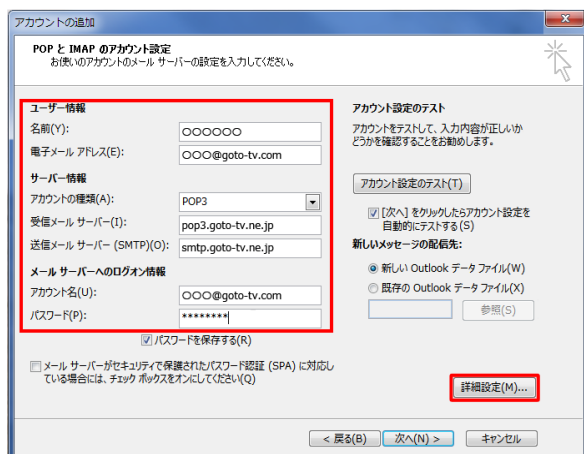 アカウントの追加
POP と IMAP のアカウント設定
お使いのアカウントのメール サーバーの設定を入力してください。
ユーザー情報
名前(Y):
○○○○○○
電子メール アドレス(E):
○○○@goto-tv.com
サーバー情報
アカウントの種類(A):
POP3
受信メール サーバー(I):
pop3.goto-tv.ne.jp
送信メール サーバー (SMTP)(O):
smtp.goto-tv.ne.jp
メール サーバーへのログオン情報
アカウント名(U):
○○○@goto-tv.com
パスワード(P):
********
パスワードを保存する(R)
メール サーバーがセキュリティで保護されたパスワード認証 (SPA) に対応し
ている場合には、チェック ボックスをオンにしてください(Q)
アカウント設定のテスト
アカウントをテストして、入力内容が正しいか
どうかを確認することをお勧めします。
アカウント設定のテスト(T)
[次へ] をクリックしたらアカウント設定を
自動的にテストする(S)
新しいメッセージの配信先:
新しい Outlook データ ファイル(W)
既存の Outlook データ ファイル(X)
参照(S)
詳細設定(M)...
< 戻る(B)
次へ(N) >
キャンセル